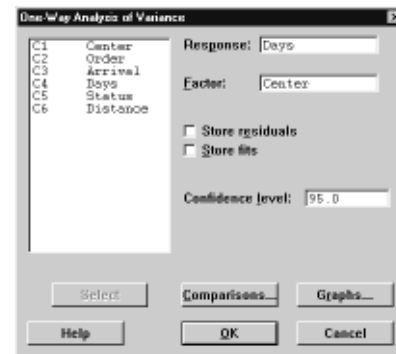 One-Way Analysis of Variance
C1 Center
C2 Order
C3 Arrival
C4 Days
C5 Status
C6 Distance
Response: Days
Factor: Center
Store residuals
Store fits
Confidence level: 95.0
Select
Comparisons...
Graphs...
Help
OK
Cancel